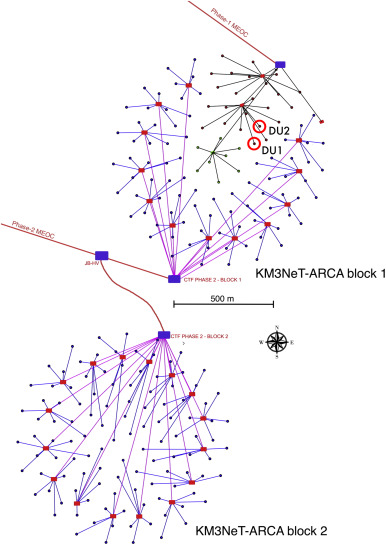 Phase-1 MEOC
DU2
DU1
Phase-2 MEOC
JB-HV
CTF PHASE 2 - BLOCK 1
KM3NeT-ARCA block 1
500 m
CTF PHASE 2 - BLOCK 2
N
W
E
S
KM3NeT-ARCA block 2